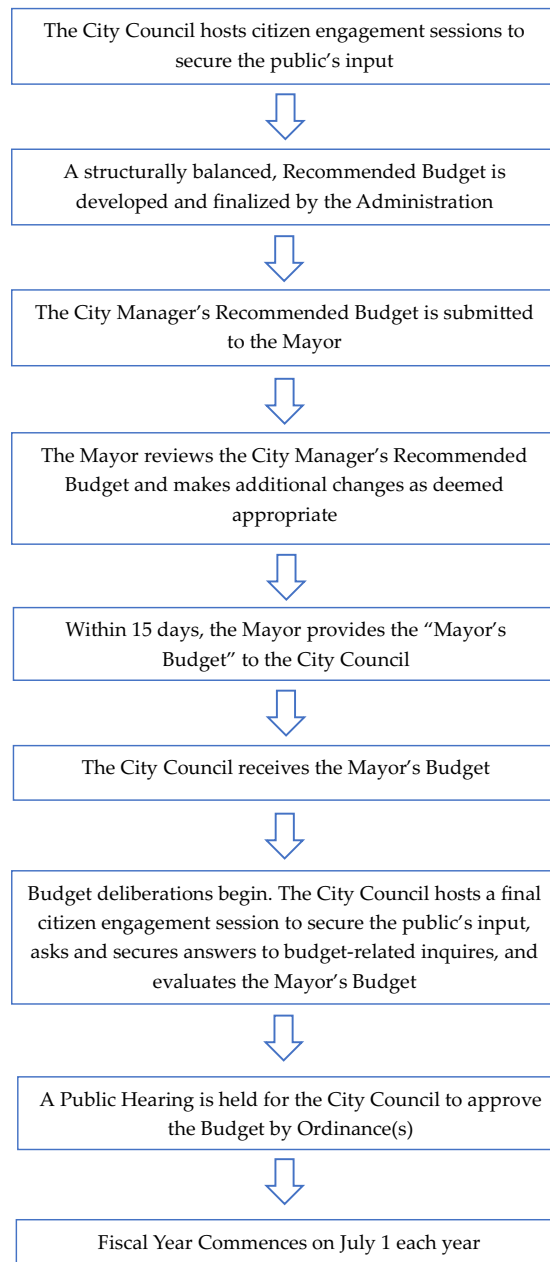 The City Council hosts citizen engagement sessions to
secure the public’s input
A structurally balanced, Recommended Budget is
developed and finalized by the Administration
The City Manager’s Recommended Budget is submitted
to the Mayor
The Mayor reviews the City Manager’s Recommended
Budget and makes additional changes as deemed
appropriate
Within 15 days, the Mayor provides the “Mayor’s
Budget” to the City Council
The City Council receives the Mayor’s Budget
Budget deliberations begin. The City Council hosts a final
citizen engagement session to secure the public’s input,
asks and secures answers to budget-related inquires, and
evaluates the Mayor’s Budget
A Public Hearing is held for the City Council to approve
the Budget by Ordinance(s)
Fiscal Year Commences on July 1 each year